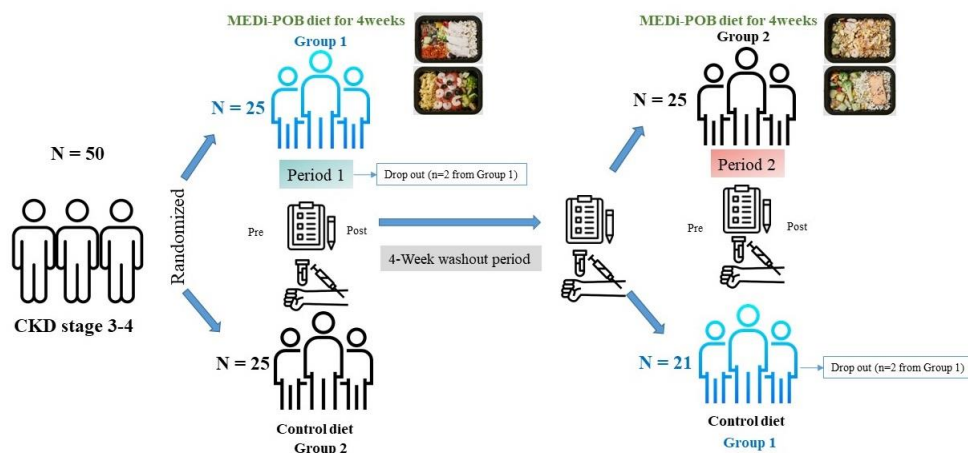 MEDi-POB diet for 4weeks
Group 1
N = 25
N = 50
Randomized
CKD stage 3-4
Period 1
Drop out (n=2 from Group 1)
Pre
Post
4-Week washout period
N = 25
Control diet
Group 2
MEDi-POB diet for 4weeks
Group 2
N = 25
Period 2
Pre
Post
N = 21
Drop out (n=2 from Group 1)
Control diet
Group 1